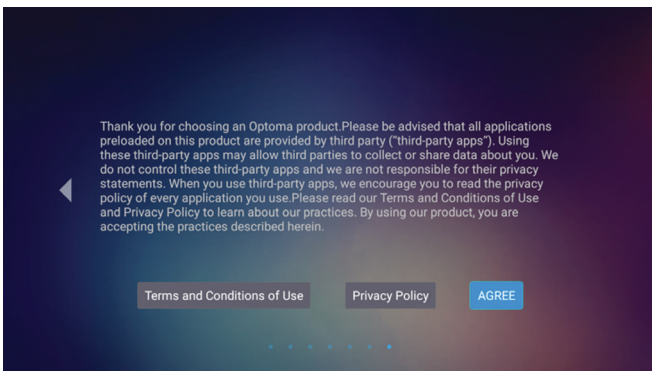 Thank you for choosing an Optoma product.Please be advised that all applications
preloaded on this product are provided by third party ("third-party apps"). Using
these third-party apps may allow third parties to collect or share data about you. We
do not control these third-party apps and we are not responsible for their privacy
statements. When you use third-party apps, we encourage you to read the privacy
policy of every application you use.Please read our Terms and Conditions of Use
and Privacy Policy to learn about our practices. By using our product, you are
accepting the practices described herein.
Terms and Conditions of Use
Privacy Policy
AGREE